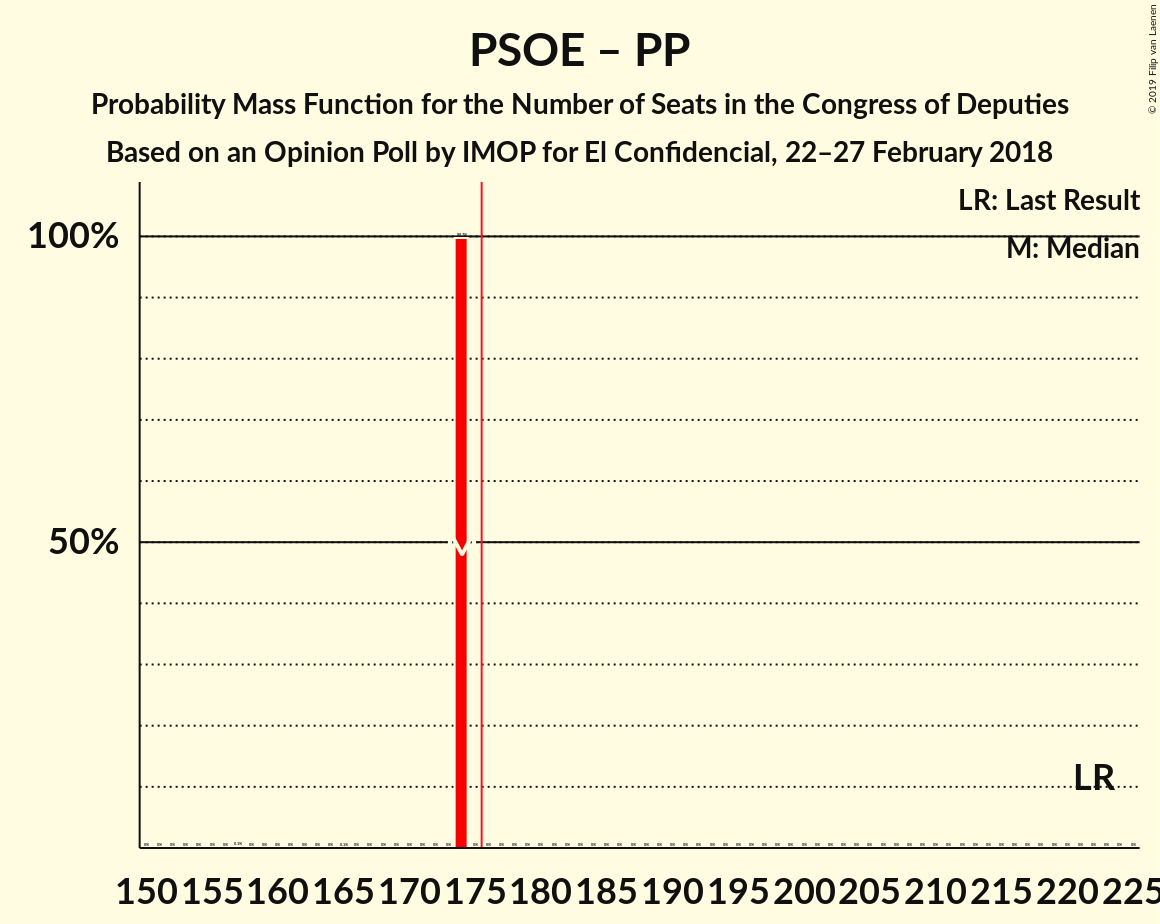 PSOE – PP
Probability Mass Function for the Number of Seats in the Congress of Deputies
Based on an Opinion Poll by IMOP for El Confidencial, 22–27 February 2018
© 2019 Filip van Laenen
LR: Last Result
M: Median
100%
50%
M
LR
150 155 160 165 170 175 180 185 190 195 200 205 210 215 220 225